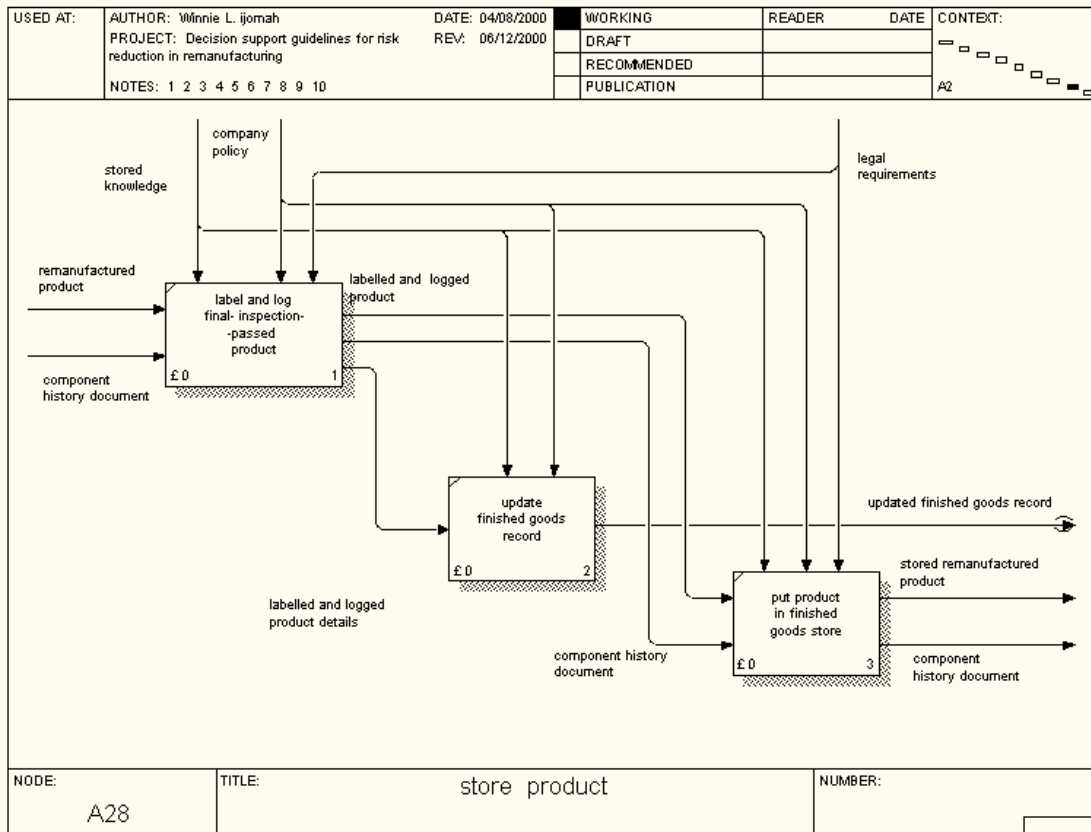 USED AT:
AUTHOR: Winnie L. ijomah
DATE: 04/08/2000
PROJECT: Decision support guidelines for risk
reduction in remanufacturing
REV: 06/12/2000
NOTES: 1 2 3 4 5 6 7 8 9 10
WORKING
DRAFT
RECOMMENDED
PUBLICATION
READER DATE
CONTEXT:
A2
company
policy
stored
knowledge
legal
requirements
remanufactured
product
labelled and logged
product
label and log
final- inspection-
-passed
product
£0 1
component
history document
update
finished goods
record
£0 2
updated finished goods record
stored remanufactured
product
put product
in finished
goods store
£0 3
labelled and logged
product details
component history
document
component
history document
NODE:
A28
TITLE:
store product
NUMBER: